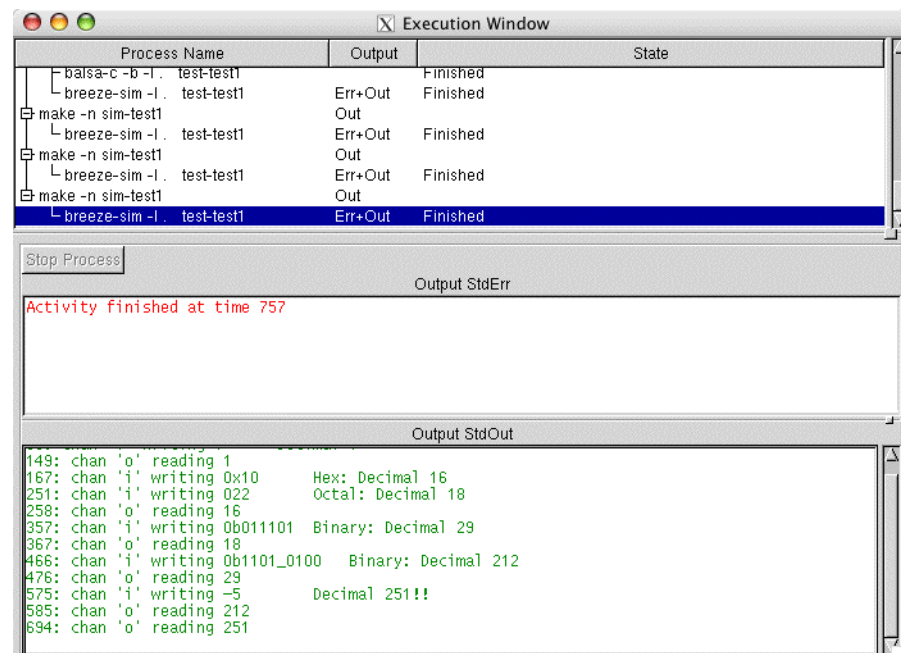 X Execution Window
Process Name Output State
balsa-c -b -I . test-test1 Finished
breeze-sim -I . test-test1 Err+Out Finished
make -n sim-test1 Out
breeze-sim -I . test-test1 Err+Out Finished
make -n sim-test1 Out
breeze-sim -I . test-test1 Err+Out Finished
make -n sim-test1 Out
breeze-sim -I . test-test1 Err+Out Finished
Stop Process
Output StdErr
Activity finished at time 757
Output StdOut
149: chan 'o' reading 1
167: chan 'i' writing 0x10 Hex: Decimal 16
251: chan 'i' writing 022 Octal: Decimal 18
258: chan 'o' reading 16
357: chan 'i' writing 0b011101 Binary: Decimal 29
367: chan 'o' reading 18
466: chan 'i' writing 0b1101_0100 Binary: Decimal 212
476: chan 'o' reading 29
575: chan 'i' writing -5 Decimal 251!!
585: chan 'o' reading 212
694: chan 'o' reading 251